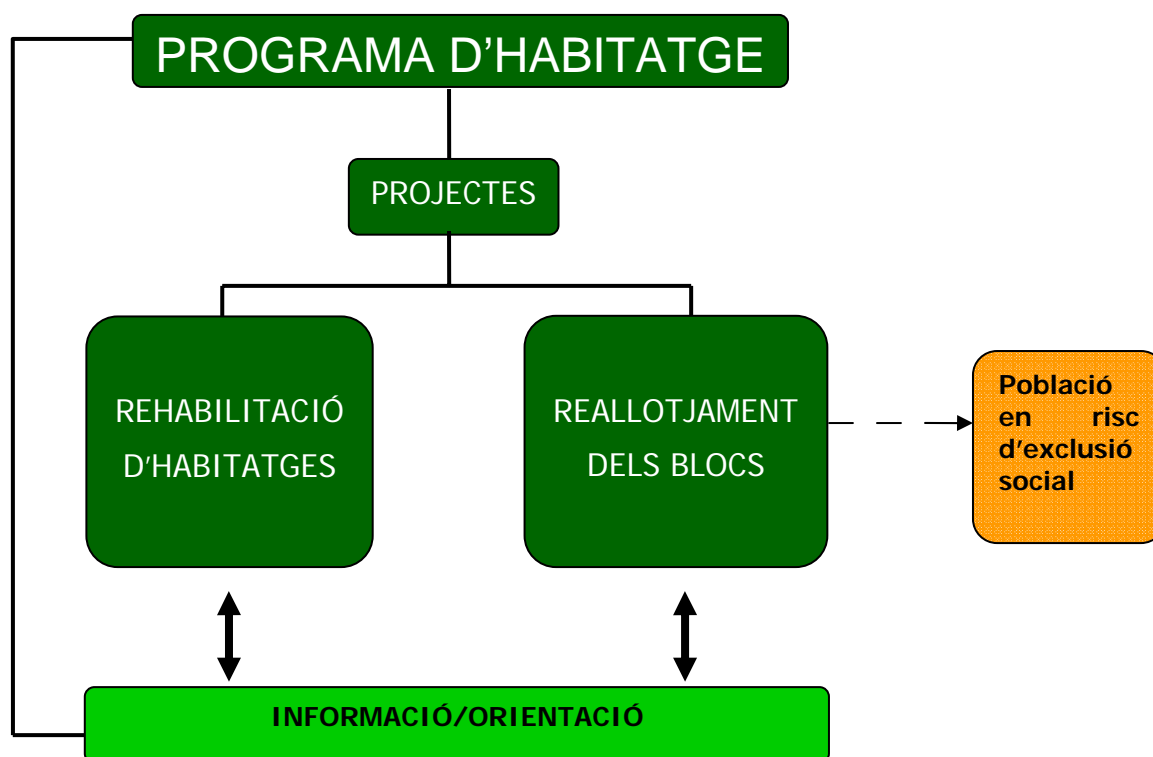 PROGRAMA D’HABITATGE
PROJECTES
REHABILITACIÓ
D’HABITATGES
REALLOTJAMENT
DELS BLOCS
Població
en risc
d’exclusió
social
INFORMACIÓ/ORIENTACIÓ